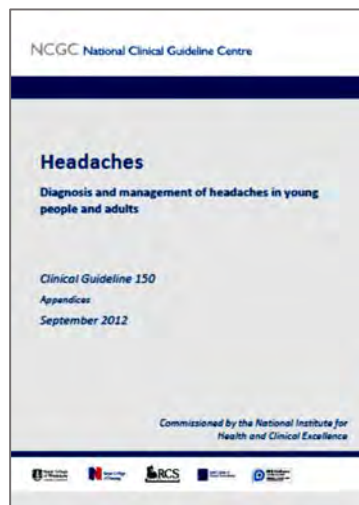 NCGC National Clinical Guideline Centre
Headaches
Diagnosis and management of headaches in young
people and adults
Clinical Guideline 150
Appendices
September 2012
Commissioned by the National Institute for
Health and Clinical Excellence
RCS